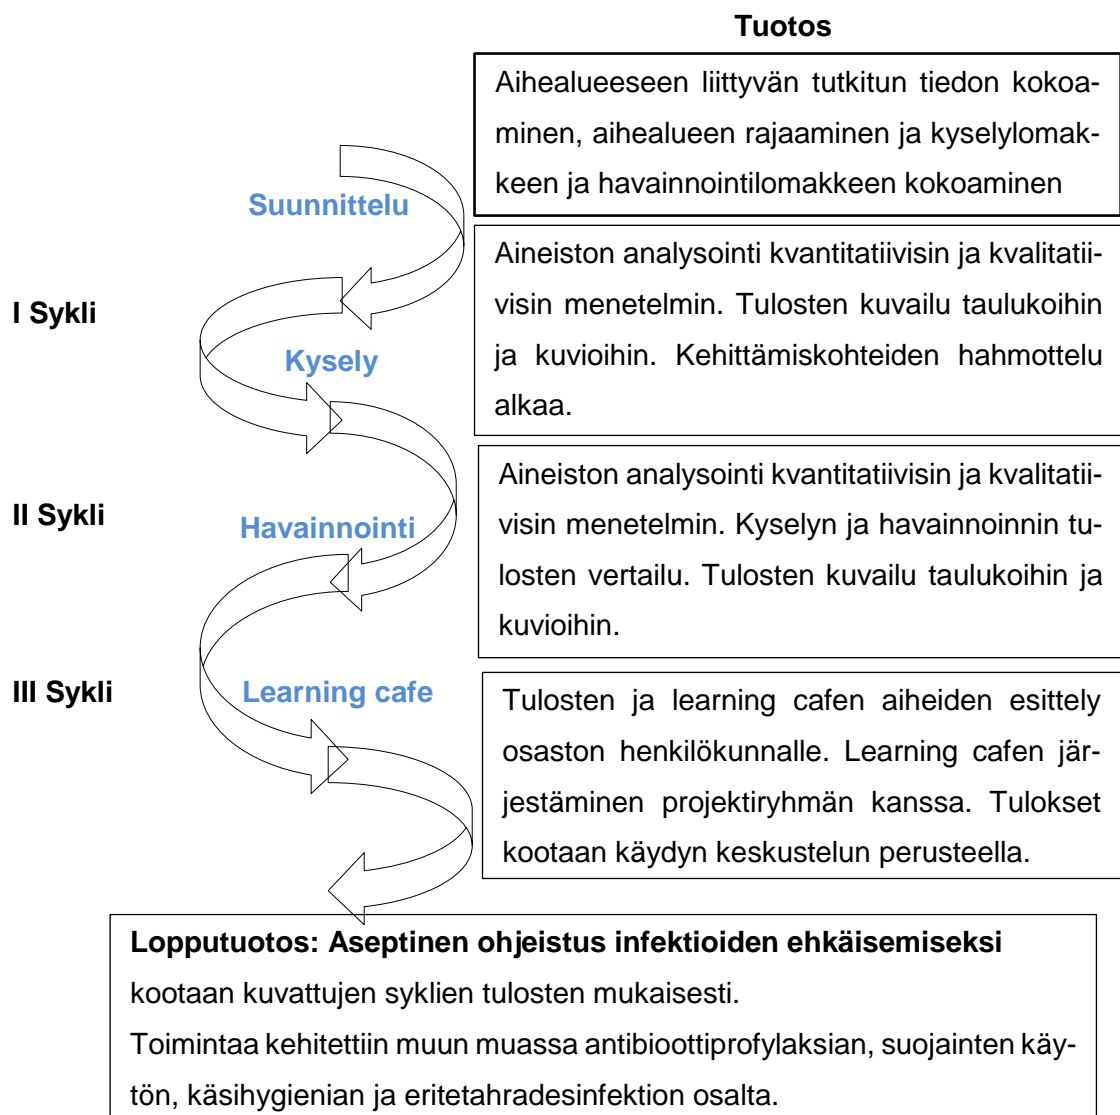 Tuotos
Aihealueeseen liittyvän tutkitun tiedon kokoa-
minen, aihealueen rajaaminen ja kyselylomak-
keen ja havainnointilomakkeen kokoaminen
Suunnittelu
Aineiston analysointi kvantitatiivisin ja kvalitatii-
visin menetelmin. Tulosten kuvailu taulukoihin
ja kuvioihin. Kehittämiskohteiden hahmottelu
alkaa.
I Sykli
Kysely
Aineiston analysointi kvantitatiivisin ja kvalitatii-
visin menetelmin. Kyselyn ja havainnoinnin tu-
losten vertailu. Tulosten kuvailu taulukoihin ja
kuvioihin.
II Sykli
Havainnointi
III Sykli
Learning cafe
Tulosten ja learning cafen aiheiden esittely
osaston henkilökunnalle. Learning cafen jär-
jestäminen projektiryhmän kanssa. Tulokset
kootaan käydyn keskustelun perusteella.
Lopputuotos: Aseptinen ohjeistus infektioiden ehkäisemiseksi
kootaan kuvattujen syklien tulosten mukaisesti.
Toimintaa kehitettiin muun muassa antibioottiprofylaksian, suojainten käy-
tön, käsihygienian ja eritetahradesinfektion osalta.